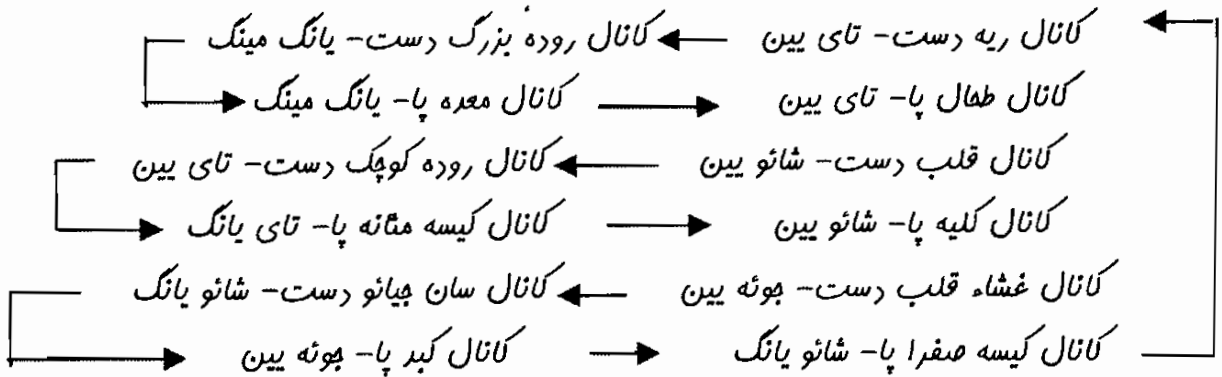 کانال ریه دست- تای یین کانال روده بزرگ دست- یانگ مینگ
کانال طحال پا- تای یین کانال معده پا- یانگ مینگ
کانال قلب دست- شائو یین کانال روده کوچک دست- تای یین
کانال کلیه پا- شائو یین کانال کیسه مثانه پا- تای یانگ
کانال غشاء قلب دست- جوئه یین کانال سان جیائو دست- شائو یانگ
کانال کیسه صفرا پا- شائو یانگ کانال کبد پا- جوئه یین